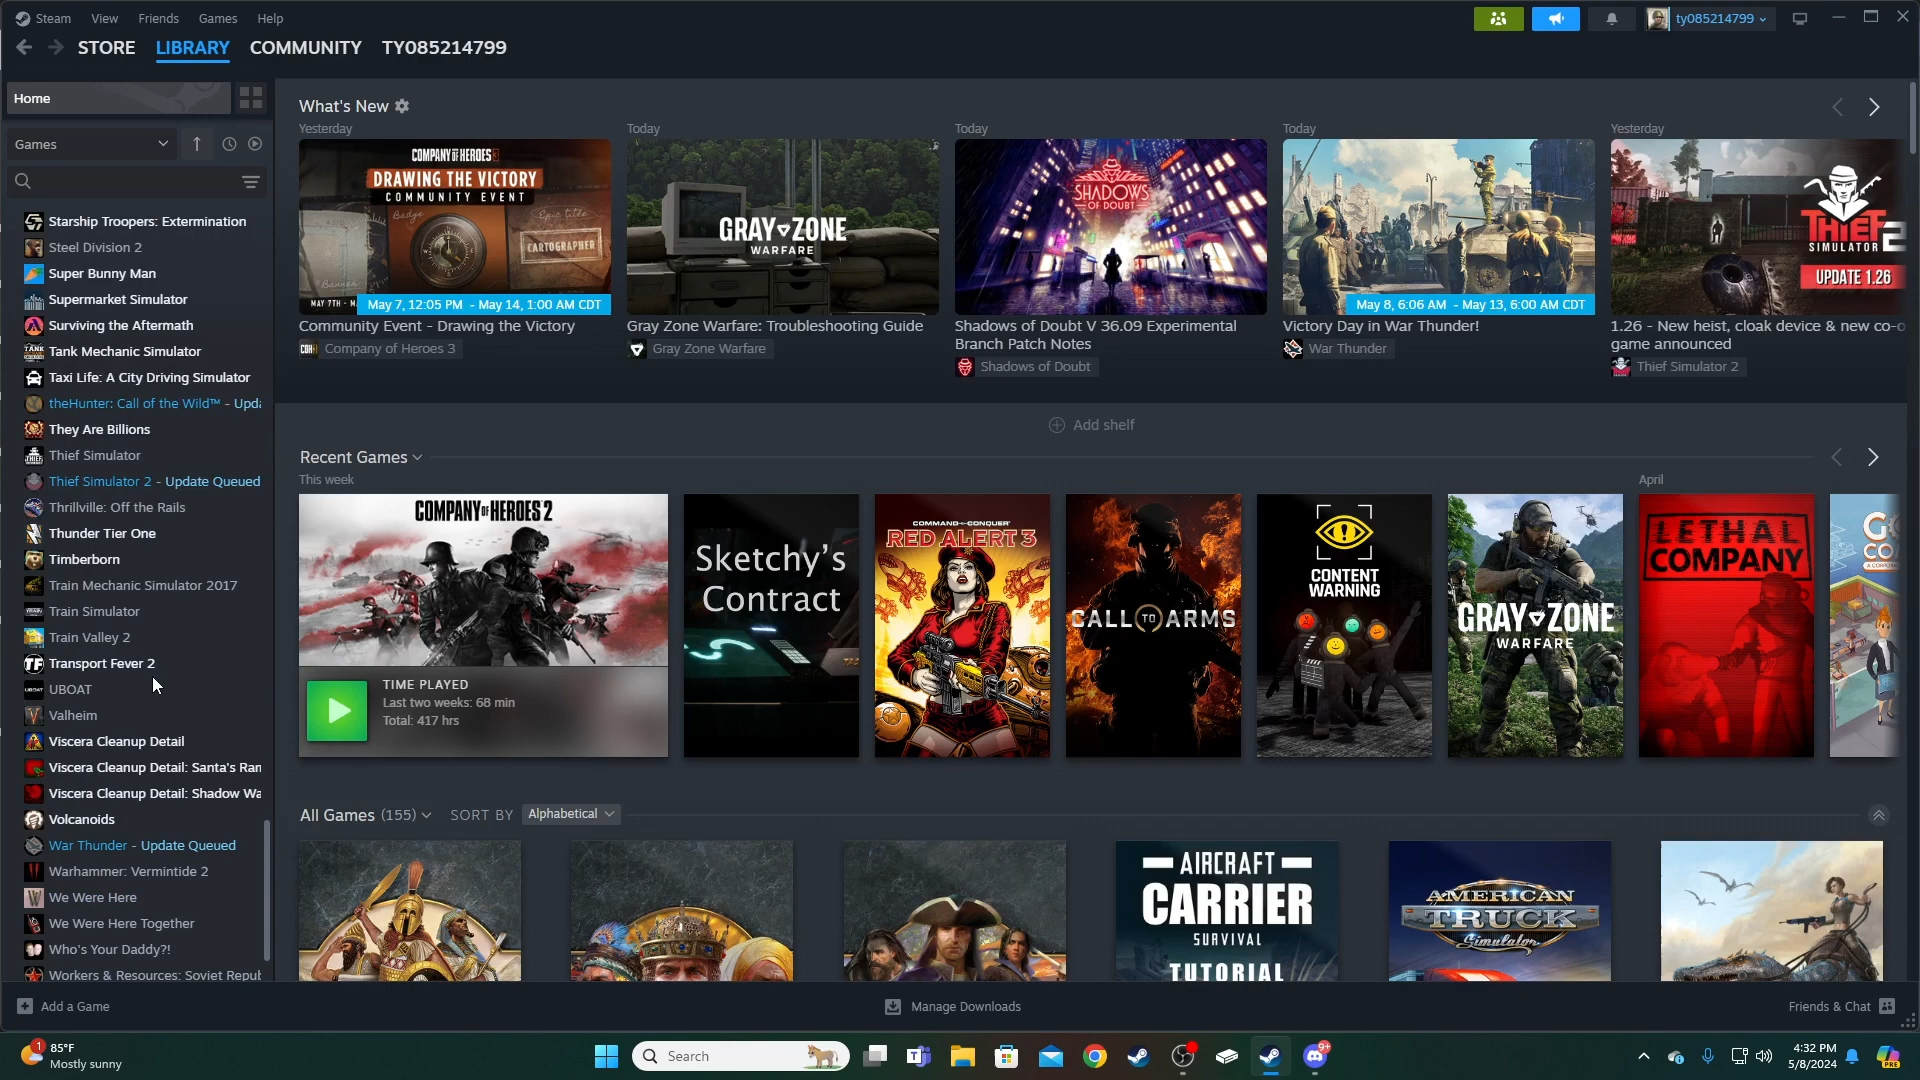 Steam View Friends Games Help
ty085214799
STORE LIBRARY COMMUNITY TY085214799
Home
Games
Starship Troopers: Extermination
Steel Division 2
Super Bunny Man
Supermarket Simulator
Surviving the Aftermath
Tank Mechanic Simulator
Taxi Life: A City Driving Simulator
theHunter: Call of the Wild™ - Upda
They Are Billions
Thief Simulator
Thief Simulator 2 - Update Queued
Thrillville: Off the Rails
Thunder Tier One
Timberborn
Train Mechanic Simulator 2017
Train Simulator
Train Valley 2
Transport Fever 2
UBOAT
Valheim
Viscera Cleanup Detail
Viscera Cleanup Detail: Santa's Ram
Viscera Cleanup Detail: Shadow Wa
Volcanoids
War Thunder - Update Queued
Warhammer: Vermintide 2
We Were Here
We Were Here Together
Who's Your Daddy?!
Workers & Resources: Soviet Repub
Add a Game
What's New
Yesterday
COMPANY OF HEROES 3
DRAWING THE VICTORY
COMMUNITY EVENT
Badge
Epic title
CARTOGRAPHER
Banner
MAY 7TH - M
May 7, 12:05 PM - May 14, 1:00 AM CDT
Community Event - Drawing the Victory
Company of Heroes 3
Today
GRAY ZONE
WARFARE
Gray Zone Warfare: Troubleshooting Guide
Gray Zone Warfare
Today
SHADOWS
OF DOUBT
Shadows of Doubt V 36.09 Experimental
Branch Patch Notes
Shadows of Doubt
Today
May 8, 6:06 AM - May 13, 6:00 AM CDT
Victory Day in War Thunder!
War Thunder
Yesterday
THIEF
SIMULATOR 2
UPDATE 1.26
1.26 - New heist, cloak device & new co-o
game announced
Thief Simulator 2
Add shelf
Recent Games
This week
April
COMPANY OF HEROES 2
TIME PLAYED
Last two weeks: 68 min
Total: 417 hrs
Sketchy's
Contract
COMMAND & CONQUER
RED ALERT 3
CALL TO ARMS
CONTENT
WARNING
GRAY ZONE
WARFARE
LETHAL
COMPANY
GO
CO
All Games (155) SORT BY Alphabetical
AIRCRAFT
CARRIER
SURVIVAL
TUTORIAL
AMERICAN
TRUCK
Simulator
Manage Downloads
Friends & Chat
1
85°F
Mostly sunny
Search
9+
4:32 PM
5/8/2024
PRE